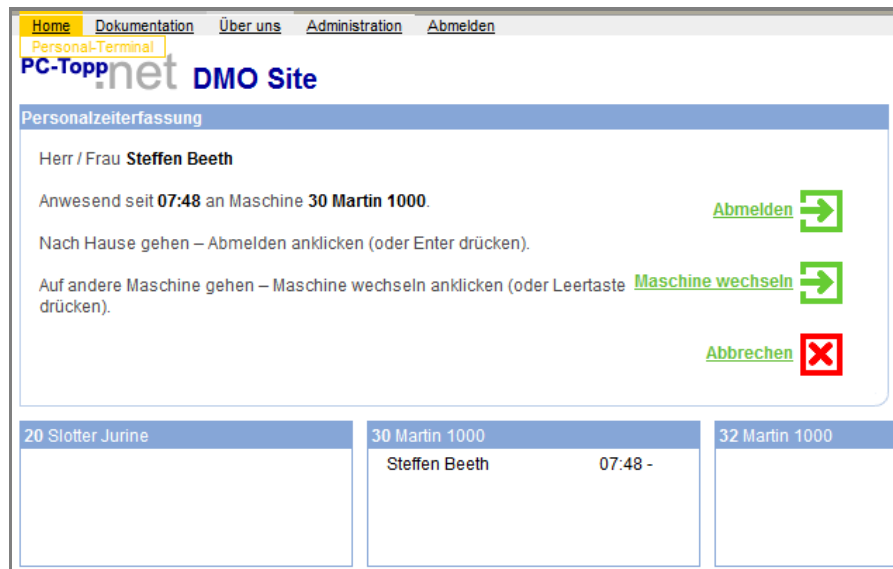 Home Dokumentation Über uns Administration Abmelden
Personal-Terminal
PC-Topp.net DMO Site
Personalzeiterfassung
Herr / Frau Steffen Beeth
Anwesend seit 07:48 an Maschine 30 Martin 1000.
Abmelden
Nach Hause gehen – Abmelden anklicken (oder Enter drücken).
Auf andere Maschine gehen – Maschine wechseln anklicken (oder Leertaste
drücken).
Maschine wechseln
Abbrechen
20 Slotter Jurine 30 Martin 1000 32 Martin 1000
Steffen Beeth 07:48 -